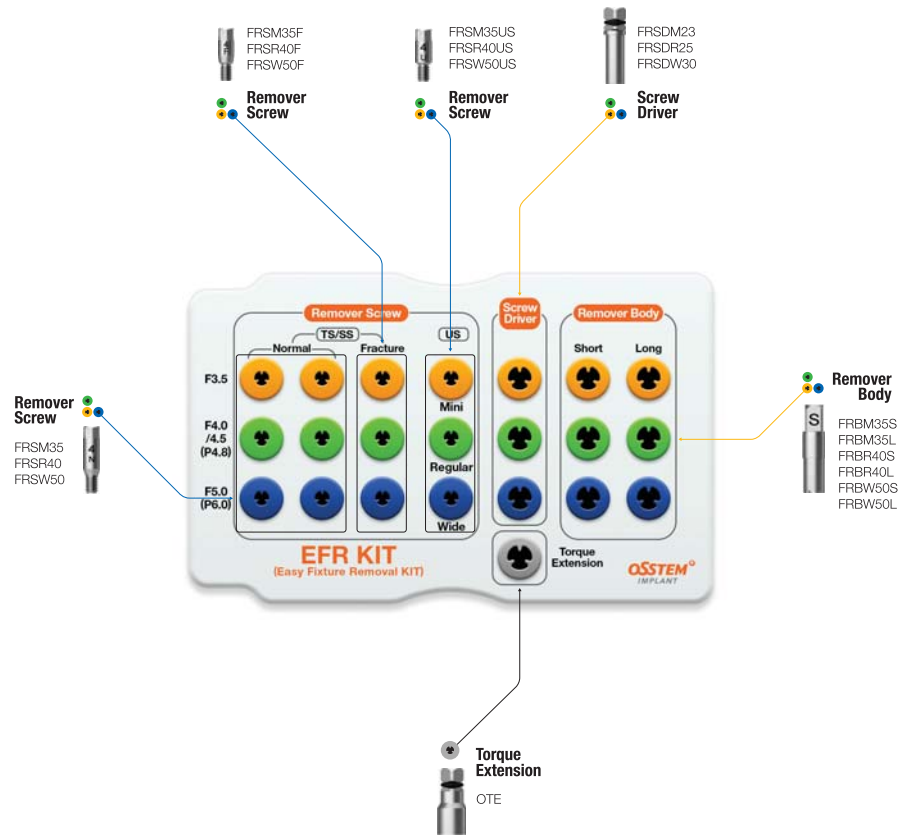 FRSM35F
FRSR40F
FRSW50F
Remover
Screw
FRSM35US
FRSR40US
FRSW50US
Remover
Screw
FRSDM23
FRSDR25
FRSDW30
Screw
Driver
Remover Screw
TS/SS
Normal
Fracture
US
Screw
Driver
Remover Body
Short
Long
F3.5
Mini
F4.0
/4.5
(P4.8)
Regular
F5.0
(P6.0)
Wide
EFR KIT
(Easy Fixture Removal KIT)
Torque
Extension
OSSTEM
IMPLANT
Remover
Screw
FRSM35
FRSR40
FRSW50
4
N
Remover
Body
S
FRBM35S
FRBM35L
FRBR40S
FRBR40L
FRBW50S
FRBW50L
Torque
Extension
OTE